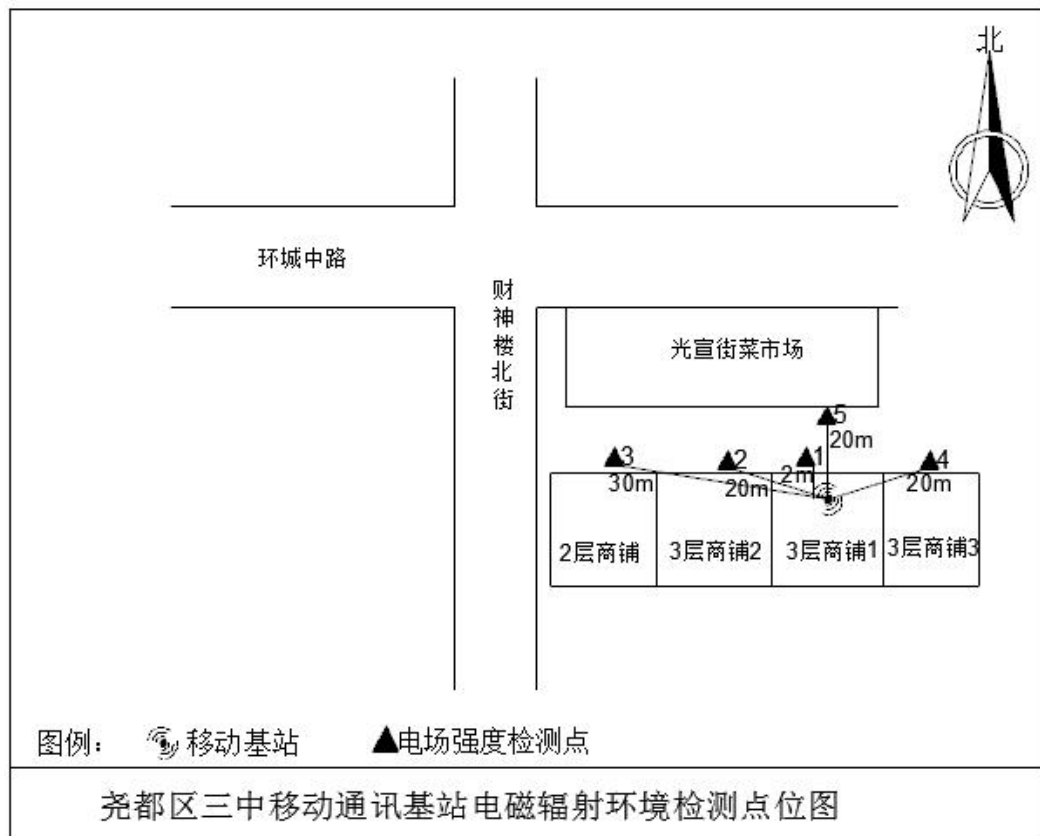 北
环城中路
财神楼北街
光宣街菜市场
5
20m
3
2
1
4
30m
20m
2m
20m
2层商铺
3层商铺2
3层商铺1
3层商铺3
图例：
移动基站
电场强度检测点
尧都区三中移动通讯基站电磁辐射环境检测点位图